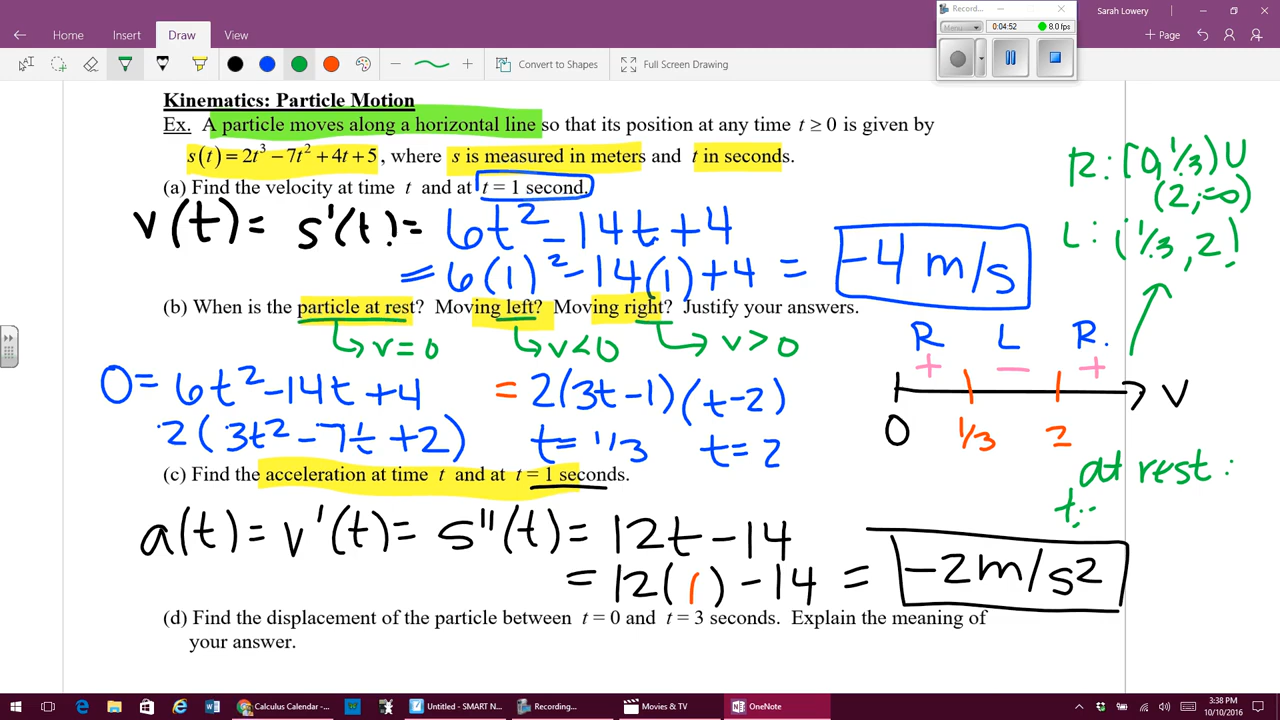 Record...
Sarah Lowery
Home Insert Draw View
Menu 00:04:52 8.0 fps
+ Page
Convert to Shapes Full Screen Drawing
Kinematics: Particle Motion
Ex. A particle moves along a horizontal line so that its position at any time t ≥ 0 is given by
s(t) = 2t³ − 7t² + 4t + 5, where s is measured in meters and t in seconds.
(a) Find the velocity at time t and at t = 1 second.
R: [0, 1/3) U
(2, ∞)
L: (1/3, 2)
v(t) = s'(t) = 6t² − 14t + 4
= 6(1)² − 14(1) + 4 = −4 m/s
(b) When is the particle at rest? Moving left? Moving right? Justify your answers.
v = 0 v < 0 v > 0
R L R
+ − +
0 = 6t² − 14t + 4 = 2(3t − 1)(t − 2)
V
2(3t² − 7t + 2) t = 1/3 t = 2
0 1/3 2
(c) Find the acceleration at time t and at t = 1 seconds.
at rest:
t:
a(t) = v'(t) = s''(t) = 12t − 14
= 12(1) − 14 = −2 m/s²
(d) Find the displacement of the particle between t = 0 and t = 3 seconds. Explain the meaning of
your answer.
Calculus Calendar -... Untitled - SMART N... Recording... Movies & TV OneNote
3:38 PM
10/10/2016